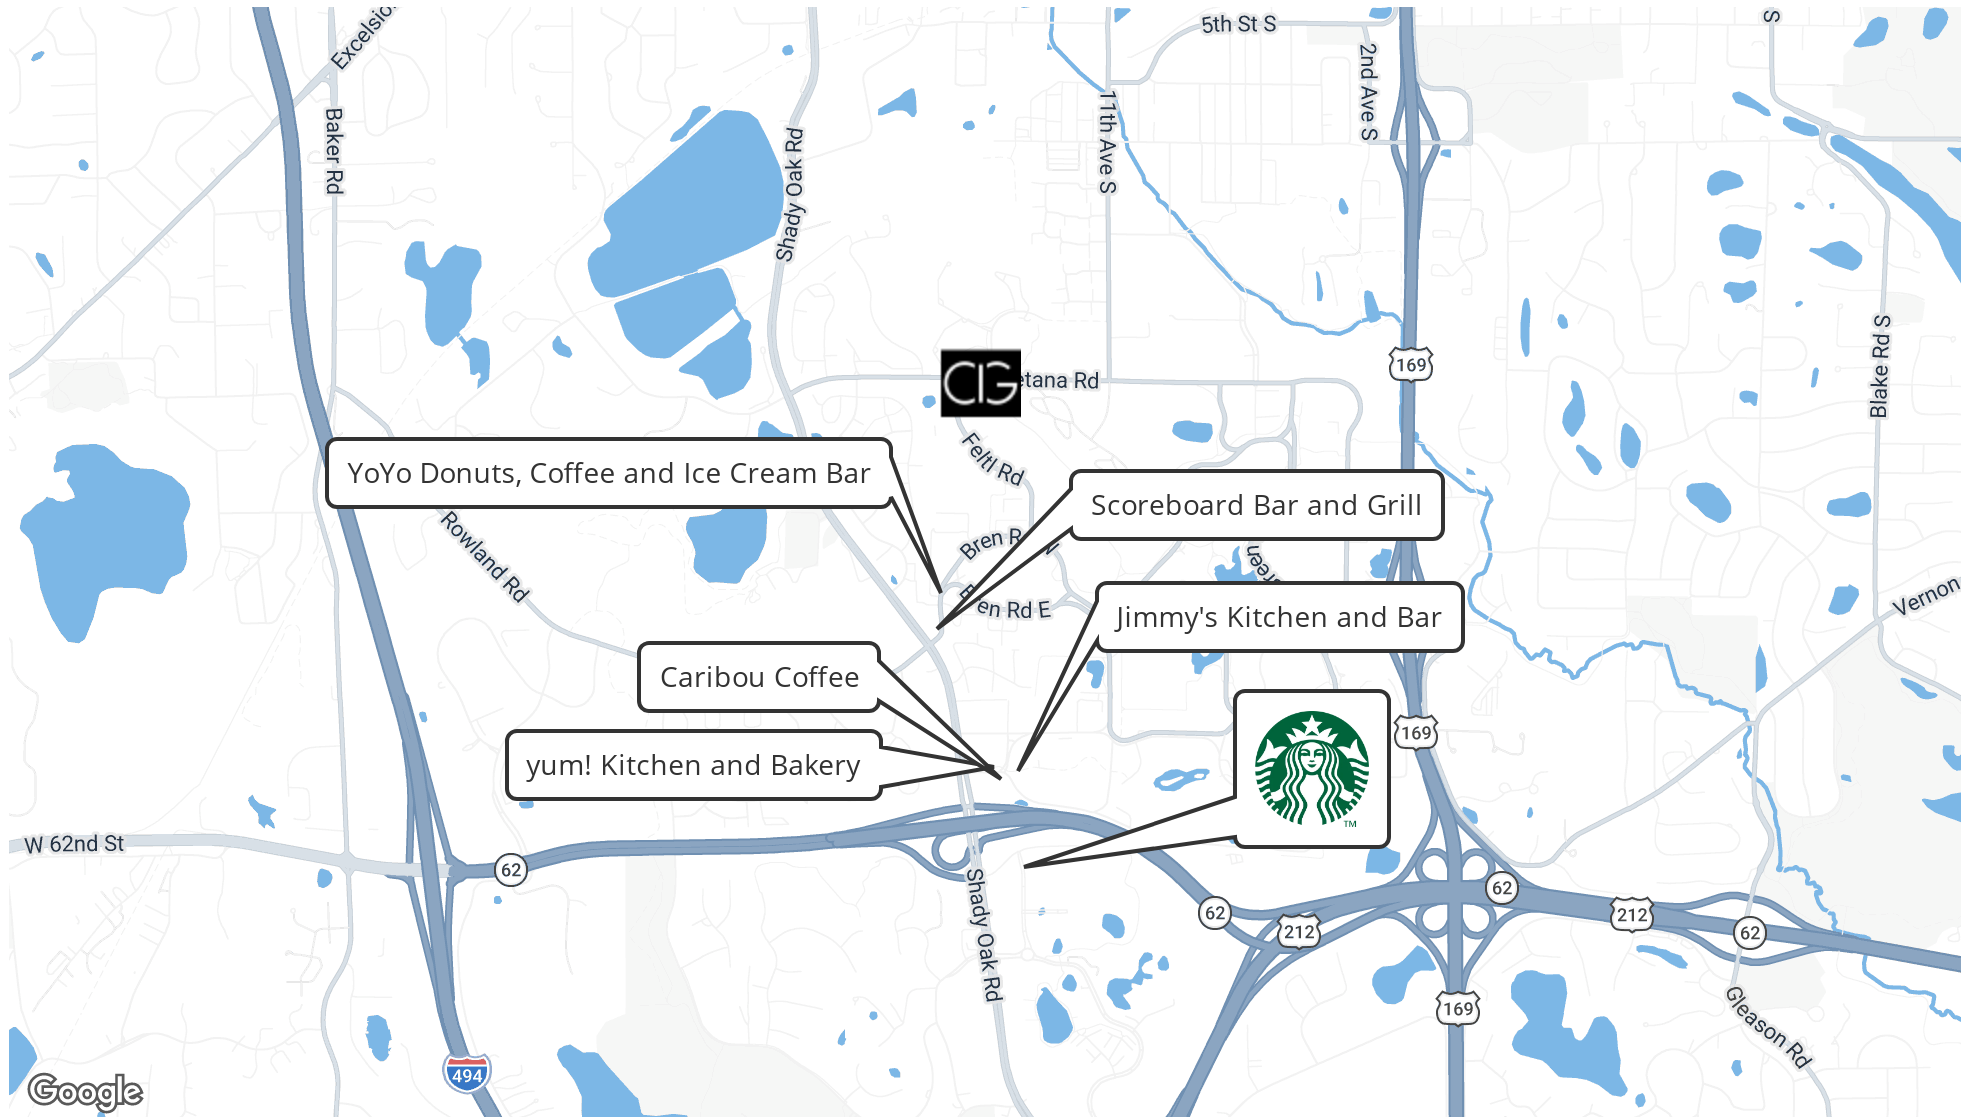 5th St S
S
Baker Rd
Shady Oak Rd
11th Ave S
2nd Ave S
169
Blake Rd S
CIG
etana Rd
Feltl Rd
YoYo Donuts, Coffee and Ice Cream Bar
Scoreboard Bar and Grill
Rowland Rd
Bren Rd E
Jimmy's Kitchen and Bar
Vernon
Caribou Coffee
yum! Kitchen and Bakery
169
TM
W 62nd St
62
62
62
212
212
62
Shady Oak Rd
169
Gleason Rd
494
Google